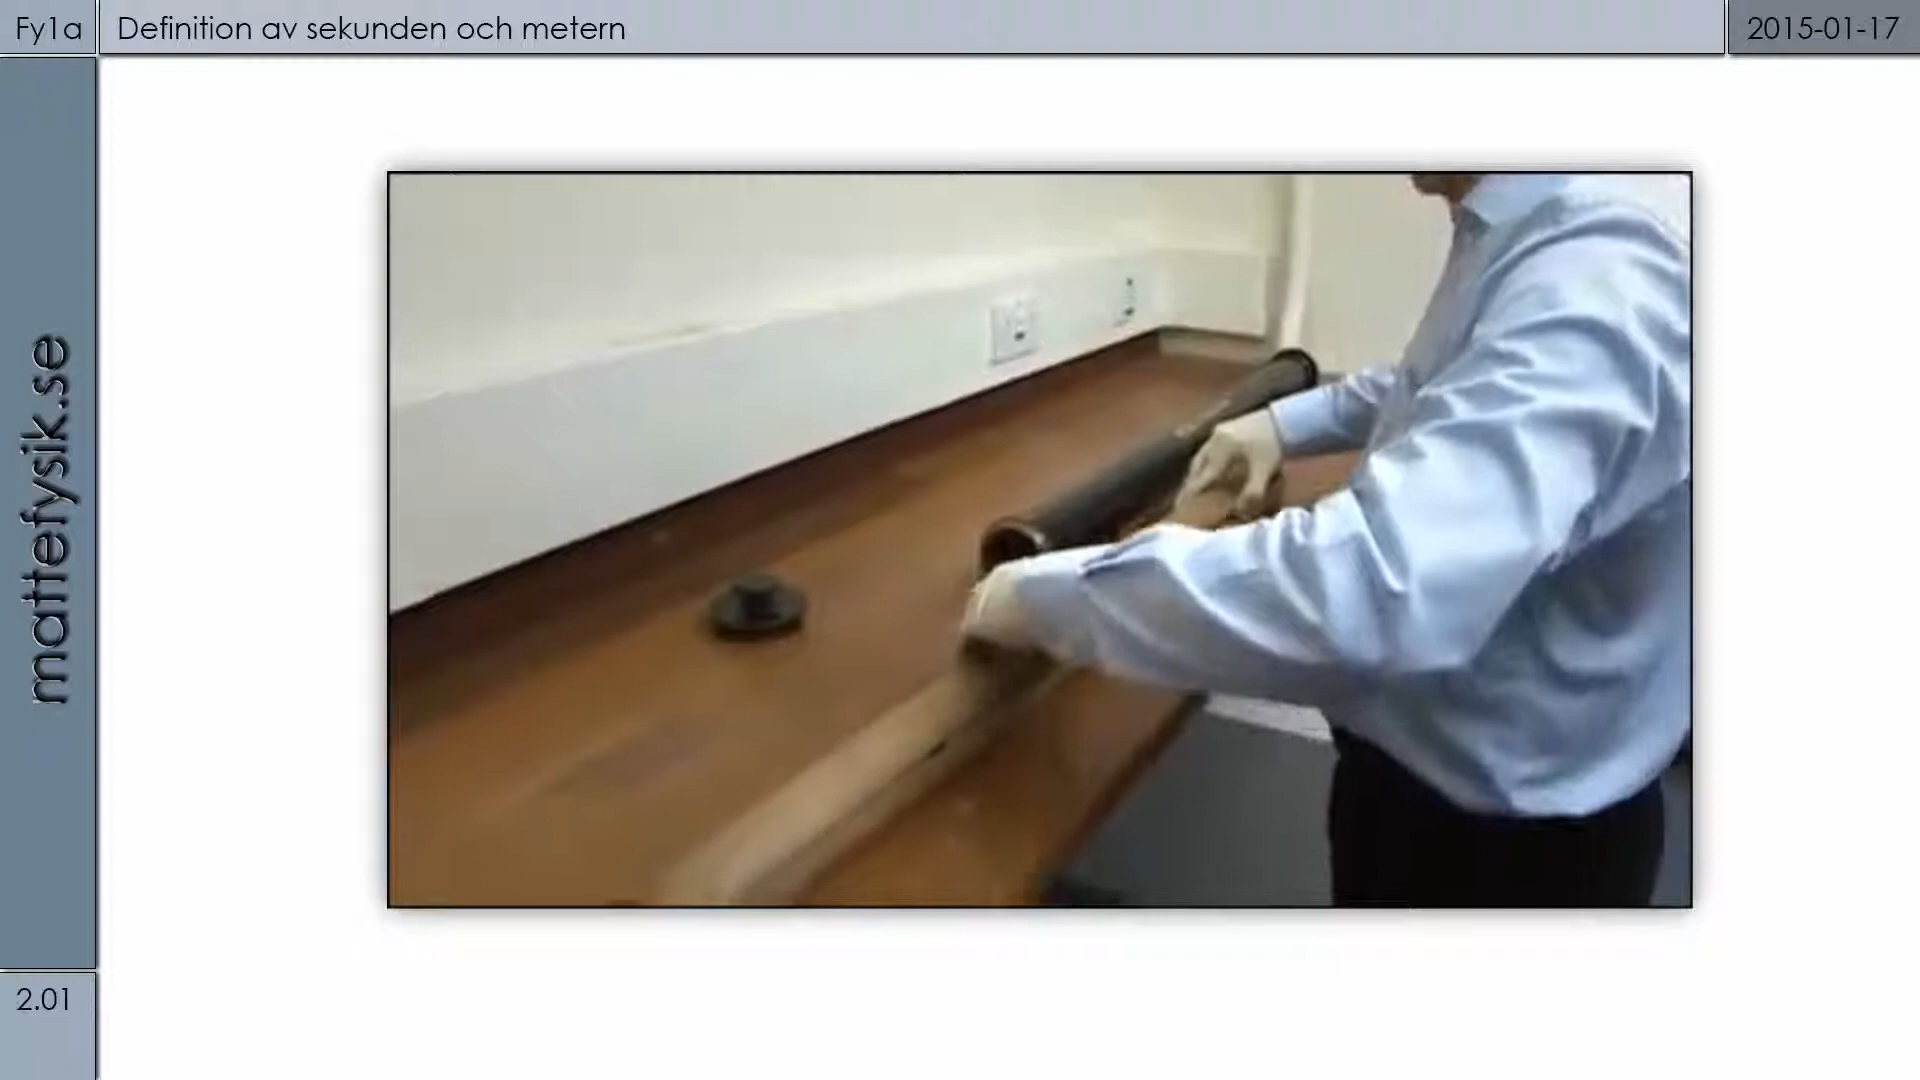 Fy1a
Definition av sekunden och metern
2015-01-17
mattefysik.se
2.01